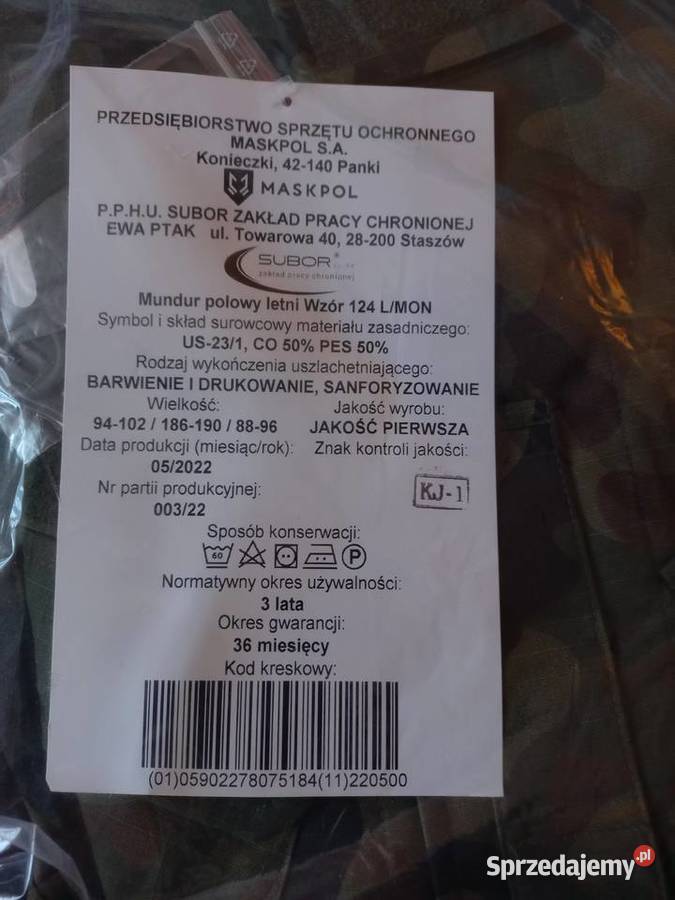 PRZEDSIĘBIORSTWO SPRZĘTU OCHRONNEGO
MASKPOL S.A.
Konieczki, 42-140 Panki
MASKPOL
P.P.H.U. SUBOR ZAKŁAD PRACY CHRONIONEJ
EWA PTAK ul. Towarowa 40, 28-200 Staszów
SUBOR®
zakład pracy chronionej
Mundur polowy letni Wzór 124 L/MON
Symbol i skład surowcowy materiału zasadniczego:
US-23/1, CO 50% PES 50%
Rodzaj wykończenia uszlachetniającego:
BARWIENIE I DRUKOWANIE, SANFORYZOWANIE
Wielkość: Jakość wyrobu:
94-102 / 186-190 / 88-96 JAKOŚĆ PIERWSZA
Data produkcji (miesiąc/rok): Znak kontroli jakości:
05/2022
Nr partii produkcyjnej: KJ-1
003/22
Sposób konserwacji:
60 P
Normatywny okres używalności:
3 lata
Okres gwarancji:
36 miesięcy
Kod kreskowy:
(01)05902278075184(11)220500
Sprzedajemy.pl